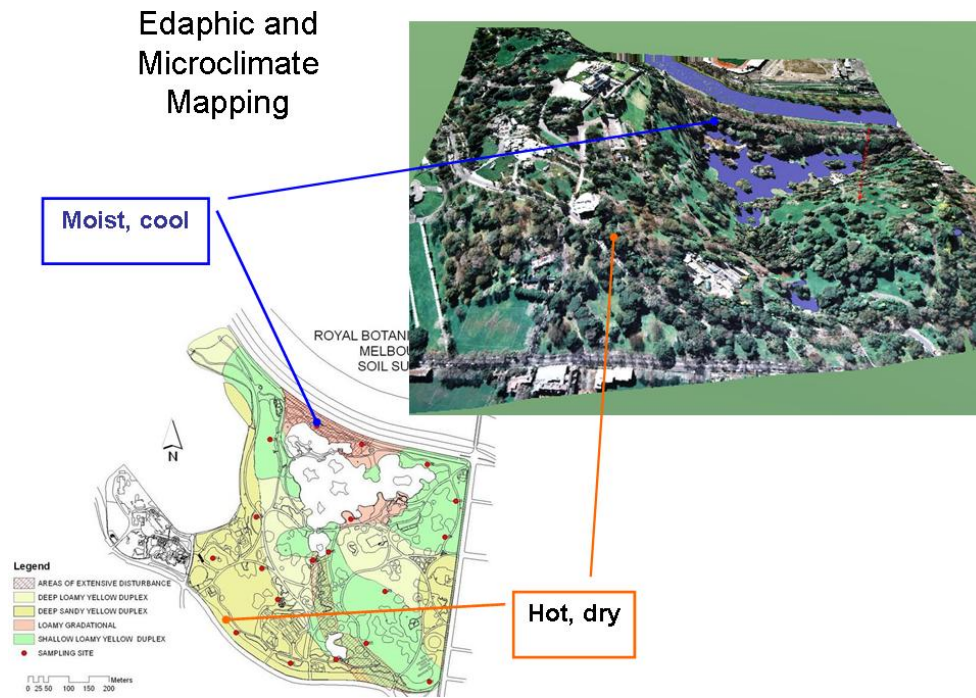 Edaphic and
Microclimate
Mapping
Moist, cool
ROYAL
MELBOU
SOIL
N
Legend
AREAS OF EXTENSIVE DISTURBANCE
DEEP LOAMY YELLOW DUPLEX
DEEP SANDY YELLOW DUPLEX
LOAMY GRADATIONAL
SHALLOW LOAMY YELLOW DUPLEX
SAMPLING SITE
Meters
0 25 50 100 150 200
Hot, dry